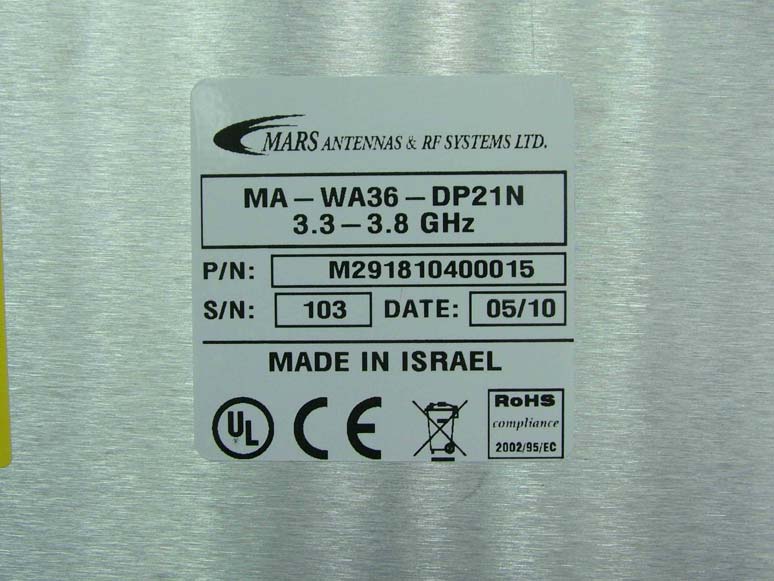 MARS ANTENNAS & RF SYSTEMS LTD.
MA-WA36-DP21N
3.3-3.8 GHz
P/N: M291810400015
S/N: 103 DATE: 05/10
MADE IN ISRAEL
UL CE RoHS
compliance
2002/95/EC